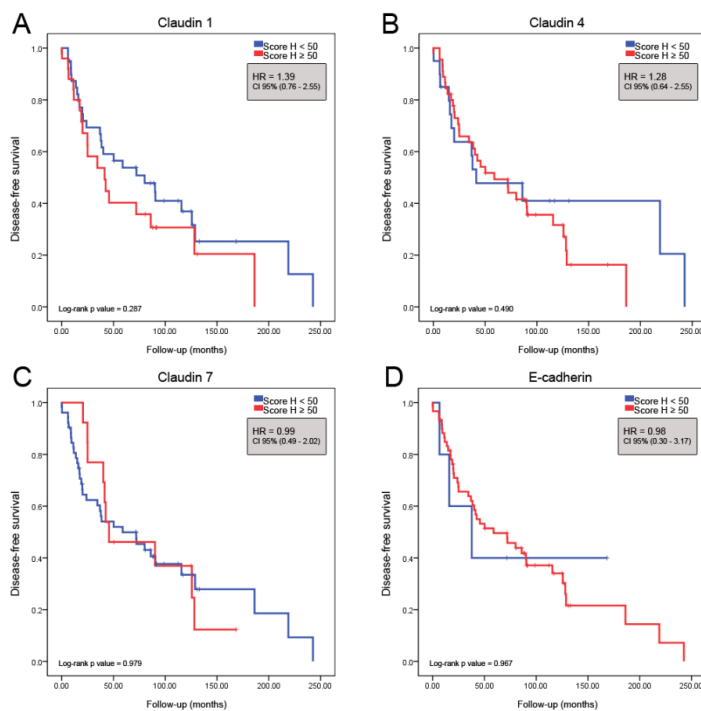 A
Claudin 1
Score H < 50
Score H ≥ 50
HR = 1.39
CI 95% (0.76 - 2.55)
Disease-free survival
1.0
0.8
0.6
0.4
0.2
0.0
Log-rank p value = 0.287
.00
50.00
100.00
150.00
200.00
250.00
Follow-up (months)
B
Claudin 4
Score H < 50
Score H ≥ 50
HR = 1.28
CI 95% (0.64 - 2.55)
Disease-free survival
1.0
0.8
0.6
0.4
0.2
0.0
Log-rank p value = 0.490
.00
50.00
100.00
150.00
200.00
250.00
Follow-up (months)
C
Claudin 7
Score H < 50
Score H ≥ 50
HR = 0.99
CI 95% (0.49 - 2.02)
Disease-free survival
1.0
0.8
0.6
0.4
0.2
0.0
Log-rank p value = 0.979
.00
50.00
100.00
150.00
200.00
250.00
Follow-up (months)
D
E-cadherin
Score H < 50
Score H ≥ 50
HR = 0.98
CI 95% (0.30 - 3.17)
Disease-free survival
1.0
0.8
0.6
0.4
0.2
0.0
Log-rank p value = 0.967
.00
50.00
100.00
150.00
200.00
250.00
Follow-up (months)